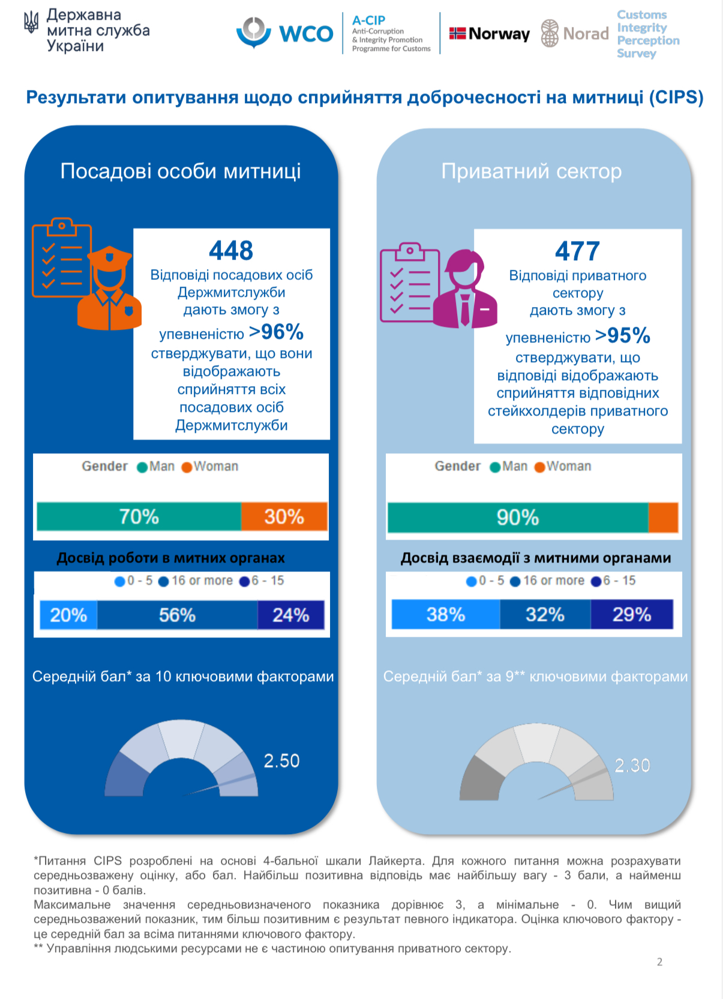 Державна
митна служба
України
WCO
A-CIP
Anti-Corruption
& Integrity Promotion
Programme for Customs
Norway
Norad
Customs
Integrity
Perception
Survey
Результати опитування щодо сприйняття доброчесності на митниці (CIPS)
Посадові особи митниці
448
Відповіді посадових осіб
Держмитслужби
дають змогу з
упевненістю >96%
стверджувати, що вони
відображають
сприйняття всіх
посадових осіб
Держмитслужби
Gender Man Woman
70% 30%
Досвід роботи в митних органах
0 - 5 16 or more 6 - 15
20% 56% 24%
Середній бал* за 10 ключовими факторами
2.50
Приватний сектор
477
Відповіді приватного
сектору
дають змогу з
упевненістю >95%
стверджувати, що
відповіді відображають
сприйняття відповідних
стейкхолдерів приватного
сектору
Gender Man Woman
90%
Досвід взаємодії з митними органами
0 - 5 16 or more 6 - 15
38% 32% 29%
Середній бал* за 9** ключовими факторами
2.30
*Питання CIPS розроблені на основі 4-бальної шкали Лайкерта. Для кожного питання можна розрахувати
середньозважену оцінку, або бал. Найбільш позитивна відповідь має найбільшу вагу - 3 бали, а найменш
позитивна - 0 балів.
Максимальне значення середньовизначеного показника дорівнює 3, а мінімальне - 0. Чим вищий
середньозважений показник, тим більш позитивним є результат певного індикатора. Оцінка ключового фактору -
це середній бал за всіма питаннями ключового фактору.
** Управління людськими ресурсами не є частиною опитування приватного сектору.
2